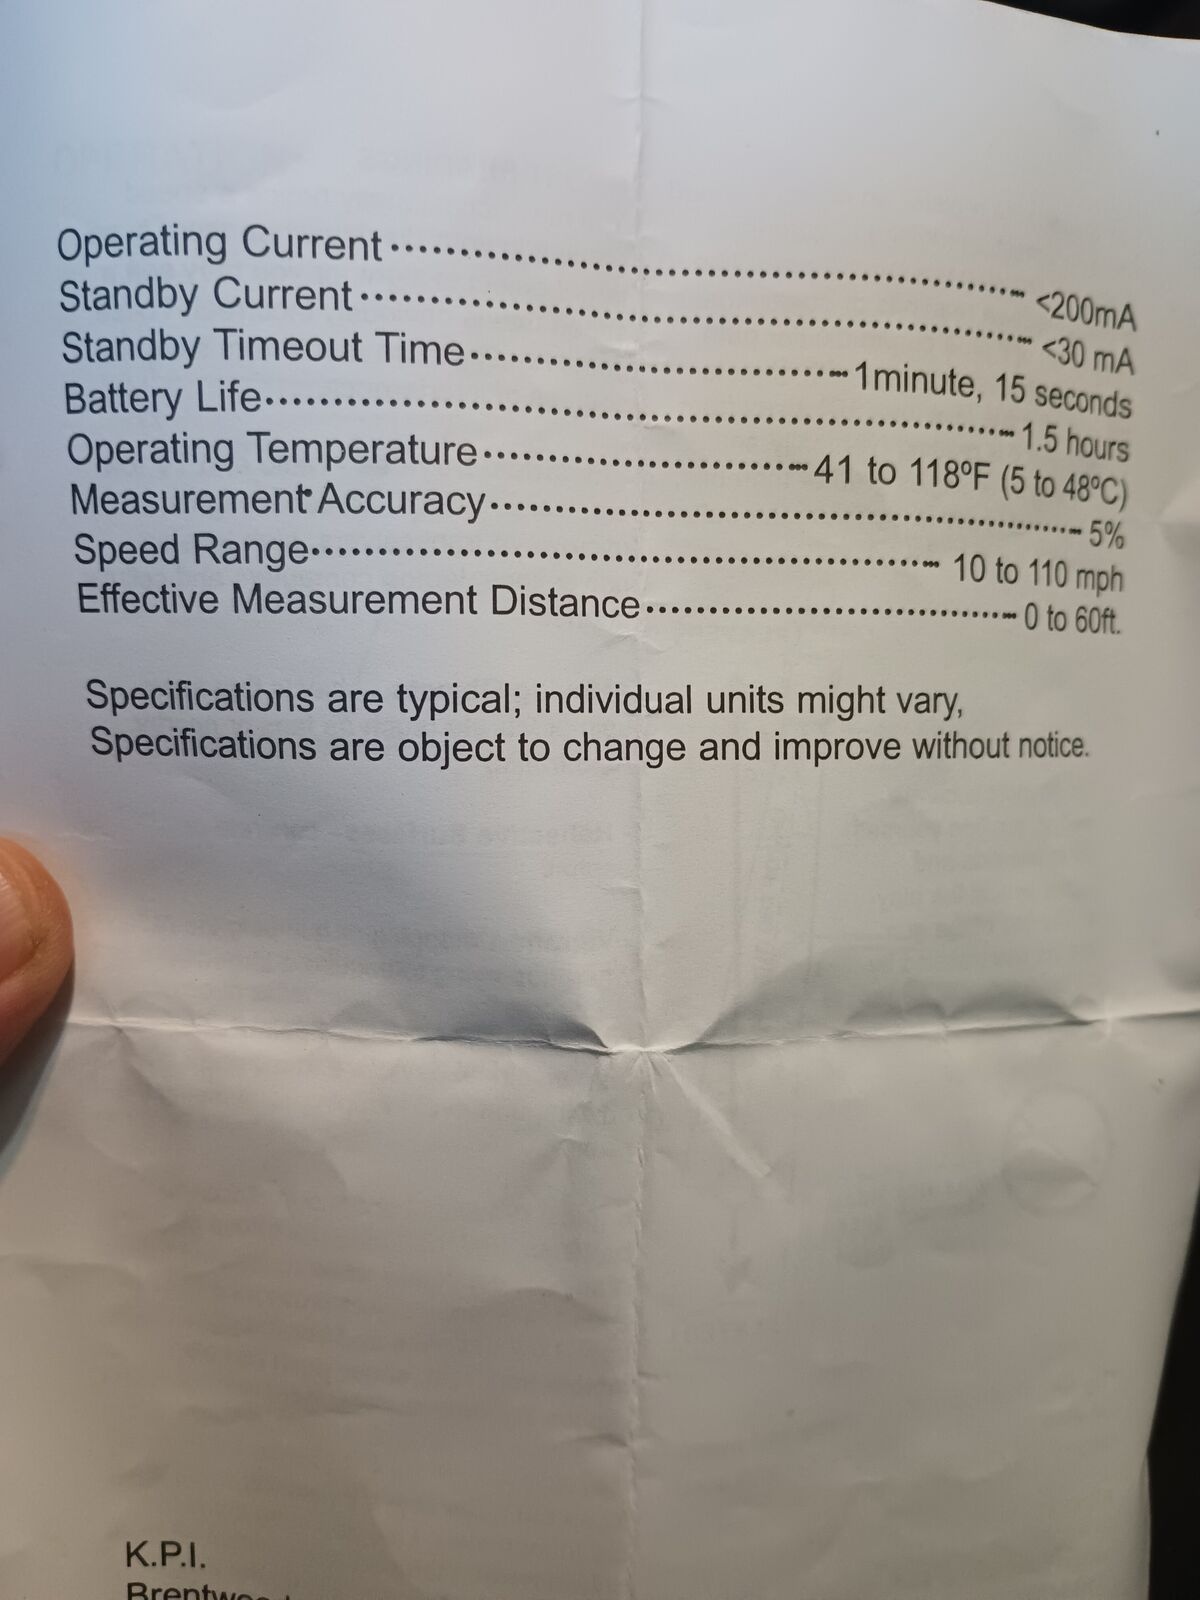 Operating Current ························ <200mA
Standby Current ························ <30 mA
Standby Timeout Time ························ 1minute, 15 seconds
Battery Life ························ 1.5 hours
Operating Temperature ························ 41 to 118ºF (5 to 48ºC)
Measurement Accuracy ························ 5%
Speed Range ························ 10 to 110 mph
Effective Measurement Distance ························ 0 to 60ft.
Specifications are typical; individual units might vary,
Specifications are object to change and improve without notice.
K.P.I.